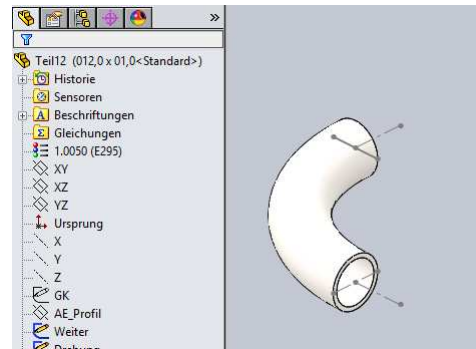 »
Teil12 (012,0 x 01,0<Standard>)
Historie
Sensoren
A Beschriftungen
Σ Gleichungen
1.0050 (E295)
XY
XZ
YZ
Ursprung
X
Y
Z
GK
AE_Profil
Weiter
Drehung